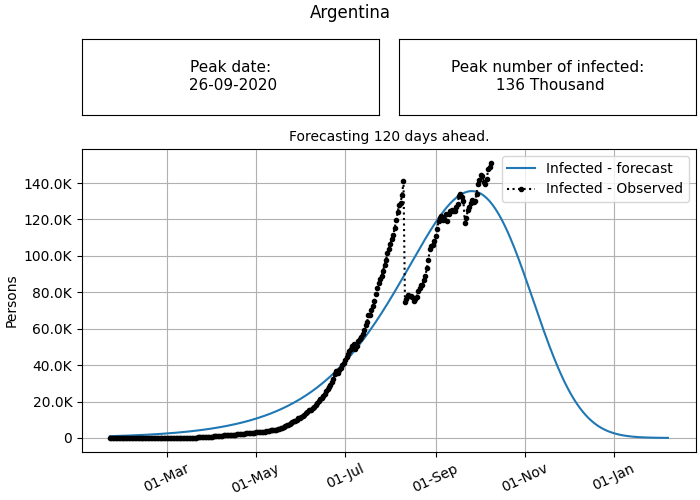 Argentina
Peak date:
26-09-2020
Peak number of infected:
136 Thousand
Forecasting 120 days ahead.
Infected - forecast
Infected - Observed
140.0K
120.0K
100.0K
80.0K
60.0K
40.0K
20.0K
0
Persons
01-Mar
01-May
01-Jul
01-Sep
01-Nov
01-Jan